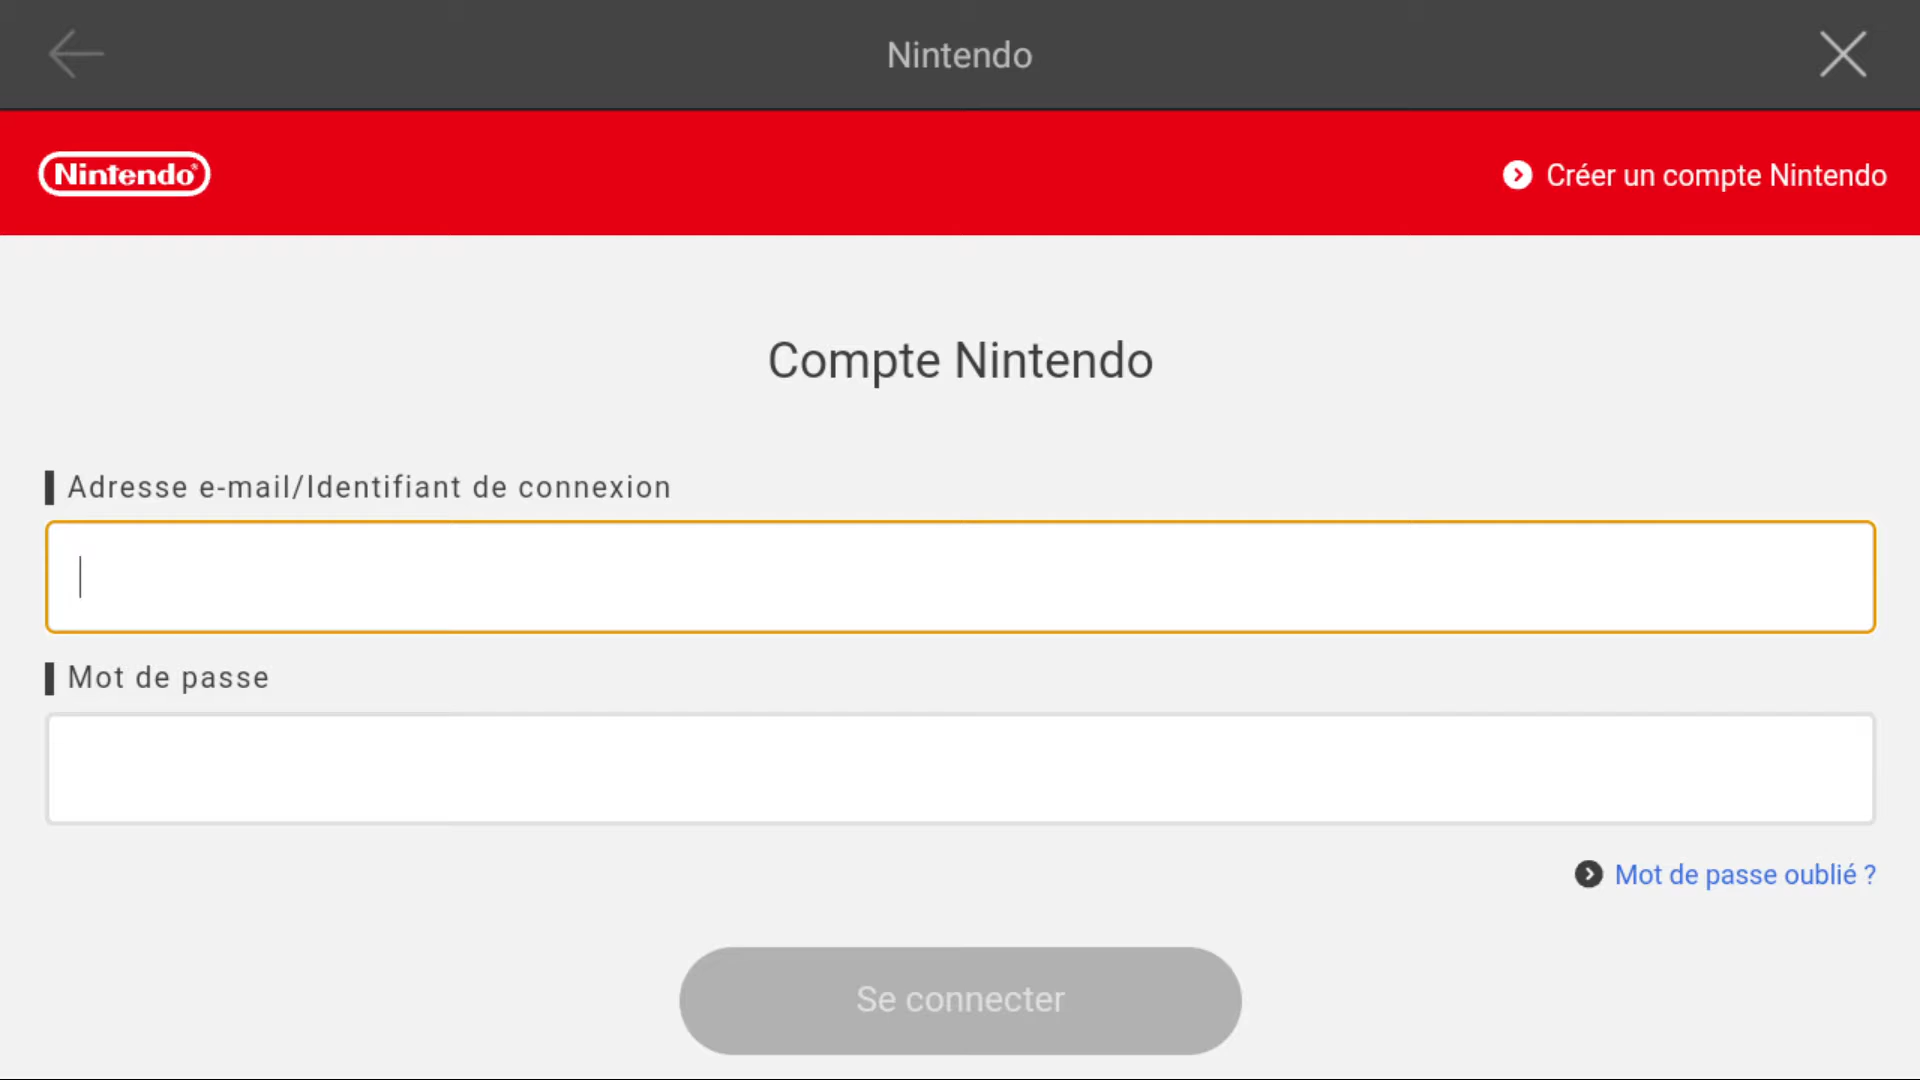 Nintendo
Nintendo®
Créer un compte Nintendo
Compte Nintendo
Adresse e-mail/Identifiant de connexion
Mot de passe
Mot de passe oublié ?
Se connecter